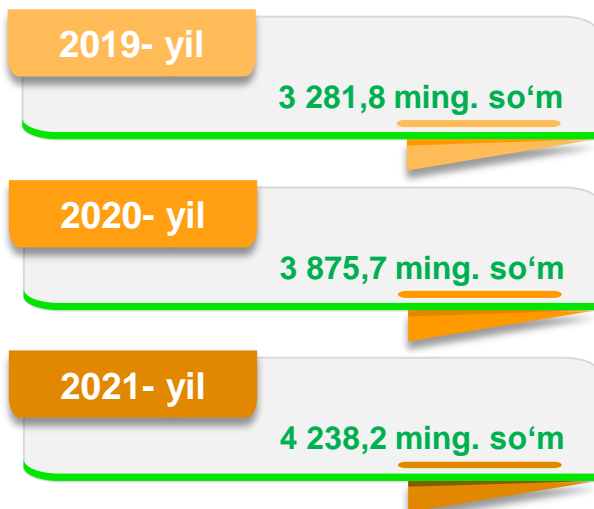 2019- yil
3 281,8 ming. so‘m
2020- yil
3 875,7 ming. so‘m
2021- yil
4 238,2 ming. so‘m